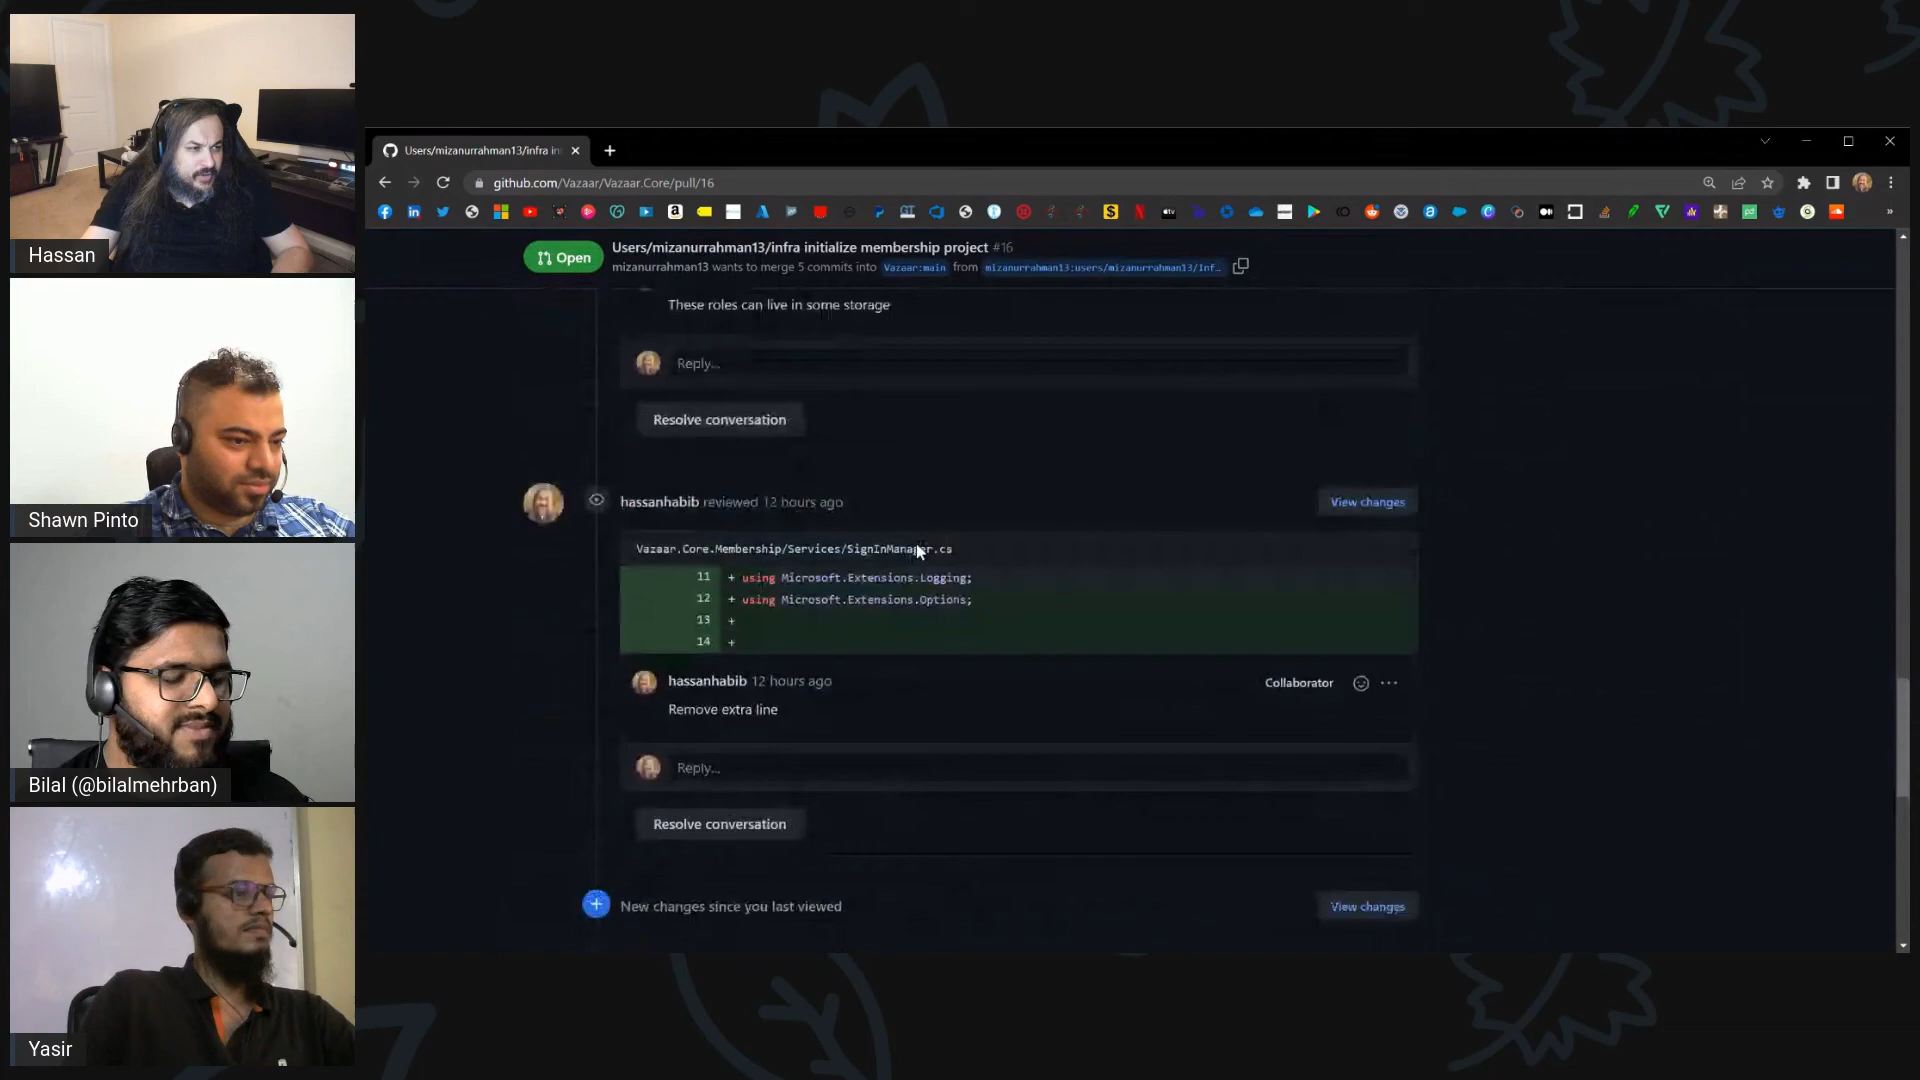 Hassan
Shawn Pinto
Bilal (@bilalmehrban)
Yasir
Users/mizanurrahman13/infra in
github.com/Vazaar/Vazaar.Core/pull/16
Open
Users/mizanurrahman13/infra initialize membership project #16
mizanurrahman13 wants to merge 5 commits into Vazaar:main from mizanurrahman13:users/mizanurrahman13/Inf…
These roles can live in some storage
Reply...
Resolve conversation
hassanhabib reviewed 12 hours ago
View changes
Vazaar.Core.Membership/Services/SignInManager.cs
11 + using Microsoft.Extensions.Logging;
12 + using Microsoft.Extensions.Options;
13 +
14 +
hassanhabib 12 hours ago
Collaborator
Remove extra line
Reply...
Resolve conversation
New changes since you last viewed
View changes